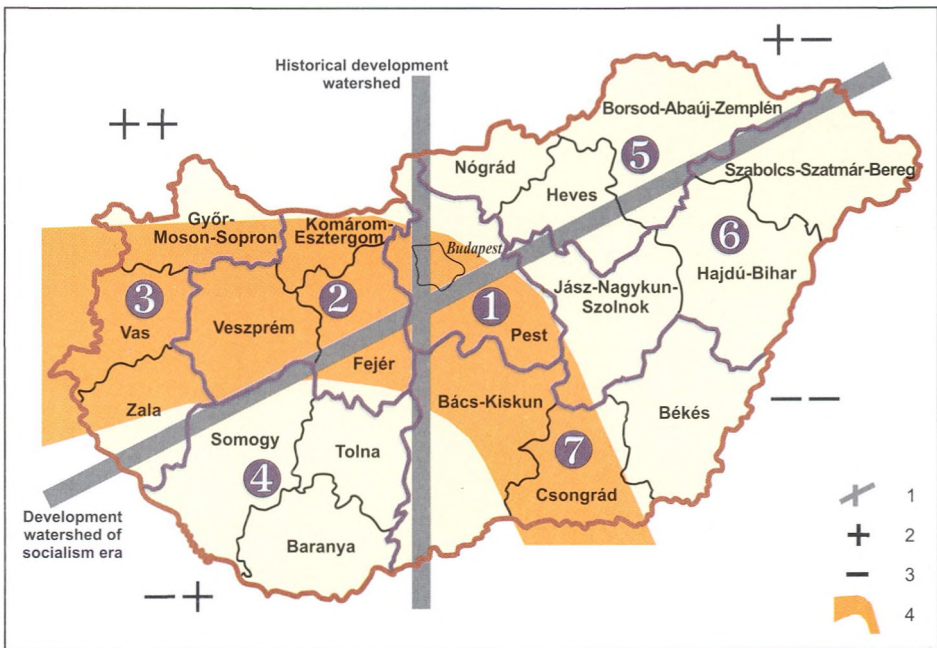 Historical development
watershed
+ −
+ +
Borsod-Abaúj-Zemplén
5
Nógrád
Heves
Szabolcs-Szatmár-Bereg
Győr-
Moson-Sopron
Komárom-
Esztergom
Budapest
6
Hajdú-Bihar
3
Vas
2
Veszprém
1
Pest
Jász-Nagykun-
Szolnok
Fejér
Zala
Bács-Kiskun
Békés
− −
Somogy
4
Tolna
7
Csongrád
Baranya
Development
watershed of
socialism era
− +
1
+ 2
− 3
4